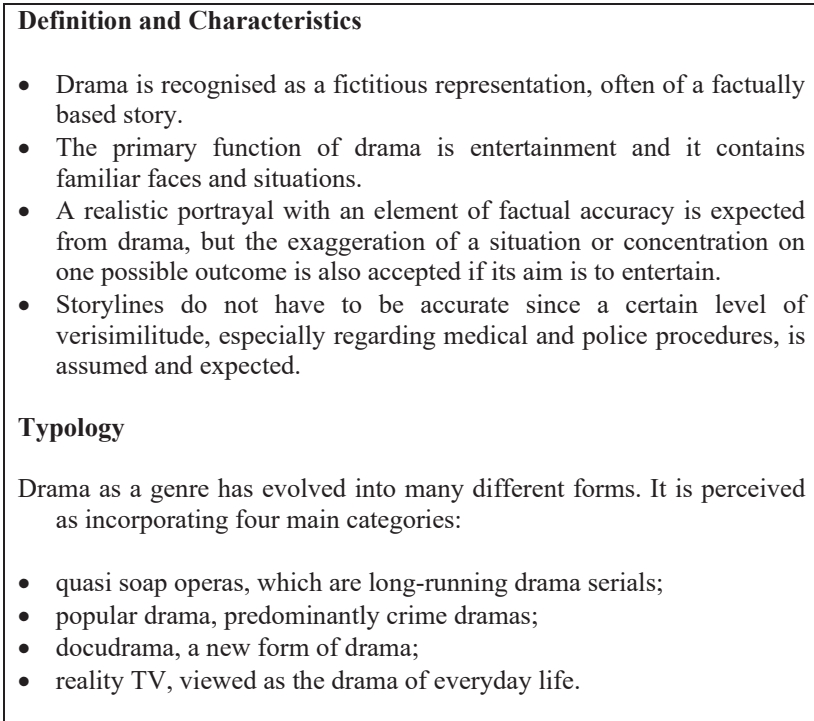 Definition and Characteristics
• Drama is recognised as a fictitious representation, often of a factually
based story.
• The primary function of drama is entertainment and it contains
familiar faces and situations.
• A realistic portrayal with an element of factual accuracy is expected
from drama, but the exaggeration of a situation or concentration on
one possible outcome is also accepted if its aim is to entertain.
• Storylines do not have to be accurate since a certain level of
verisimilitude, especially regarding medical and police procedures, is
assumed and expected.
Typology
Drama as a genre has evolved into many different forms. It is perceived
as incorporating four main categories:
• quasi soap operas, which are long-running drama serials;
• popular drama, predominantly crime dramas;
• docudrama, a new form of drama;
• reality TV, viewed as the drama of everyday life.